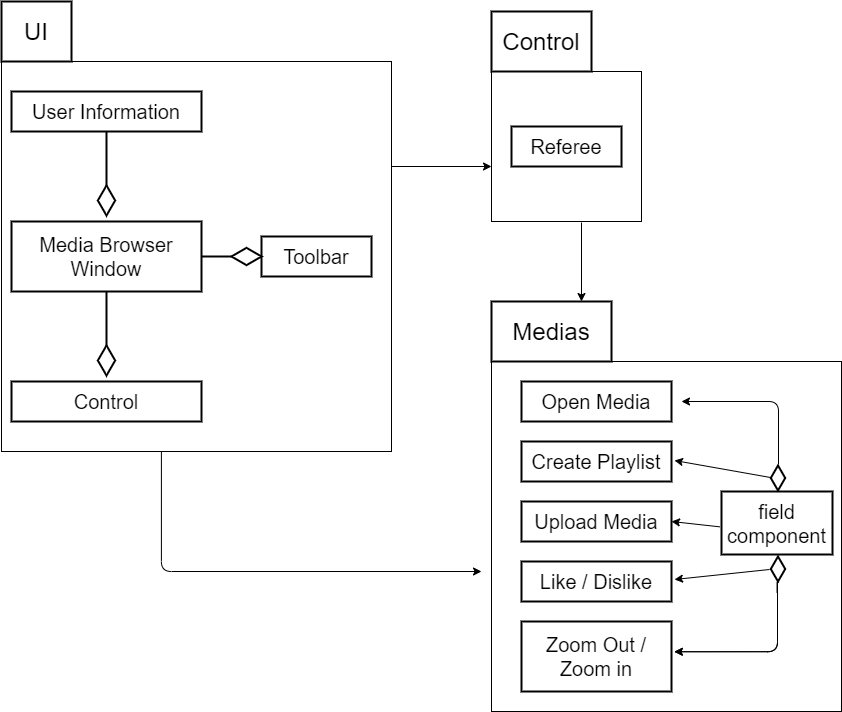 UI
User Information
Media Browser
Window
Toolbar
Control
Control
Referee
Medias
Open Media
Create Playlist
Upload Media
Like / Dislike
Zoom Out /
Zoom in
field
component